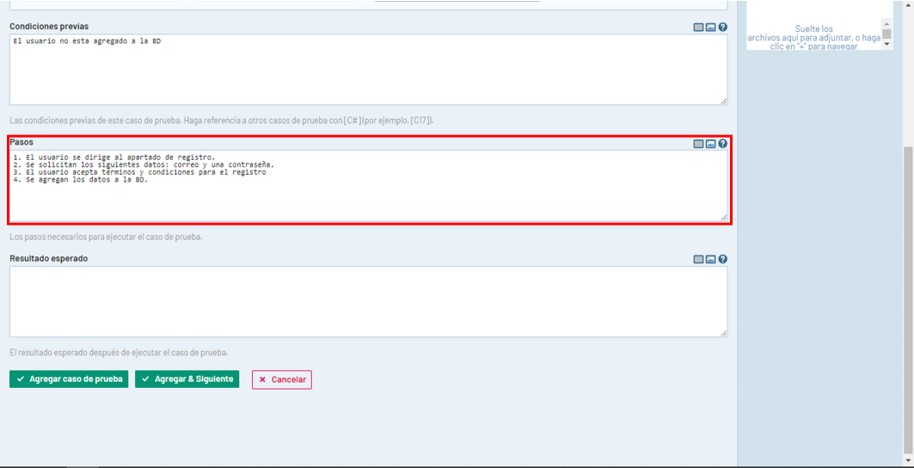 Condiciones previas
El usuario no esta agregado a la BD
Las condiciones previas de este caso de prueba. Haga referencia a otros casos de prueba con [C#] (por ejemplo, [C17]).
Pasos
1. El usuario se dirige al apartado de registro.
2. Se solicitan los siguientes datos: correo y una contraseña.
3. El usuario acepta términos y condiciones para el registro
4. Se agregan los datos a la BD.
Los pasos necesarios para ejecutar el caso de prueba.
Resultado esperado
El resultado esperado después de ejecutar el caso de prueba.
Agregar caso de prueba
Agregar & Siguiente
Cancelar
Suelte los
archivos aquí para adjuntar, o haga
clic en "+" para navegar